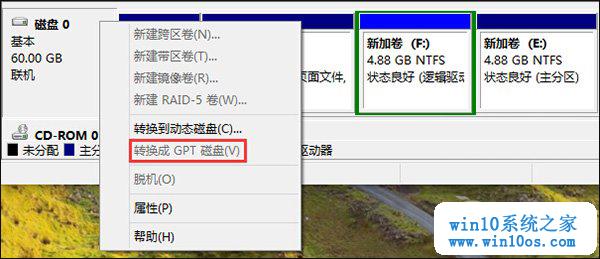 磁盘 0
基本
60.00 GB
联机
新建跨区卷(N)...
新建带区卷(T)...
新建镜像卷(R)...
新建 RAID-5 卷(W)...
转换到动态磁盘(C)...
转换成 GPT 磁盘(V)
脱机(O)
属性(P)
帮助(H)
页面文件,
新加卷 (F:)
4.88 GB NTFS
状态良好 (逻辑驱动
新加卷 (E:)
4.88 GB NTFS
状态良好 (主分区)
CD-ROM 0
未分配 主分
驱动器
win10系统之家
www.win10os.com